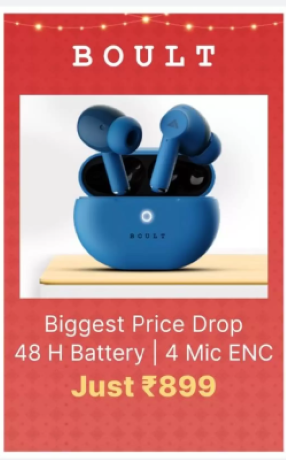 BOULT
BOULT
Biggest Price Drop
48 H Battery | 4 Mic ENC
Just ₹899